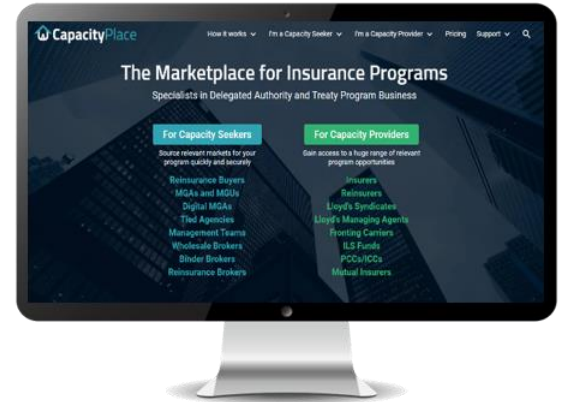 CapacityPlace
How it works
I'm a Capacity Seeker
I'm a Capacity Provider
Pricing
Support
The Marketplace for Insurance Programs
Specialists in Delegated Authority and Treaty Program Business
For Capacity Seekers
Source relevant markets for your
program quickly and securely
Reinsurance Buyers
MGAs and MGUs
Digital MGAs
Tied Agencies
Management Teams
Wholesale Brokers
Binder Brokers
Reinsurance Brokers
For Capacity Providers
Gain access to a huge range of relevant
program opportunities
Insurers
Reinsurers
Lloyd's Syndicates
Lloyd's Managing Agents
Fronting Carriers
ILS Funds
PCCs/ICCs
Mutual Insurers